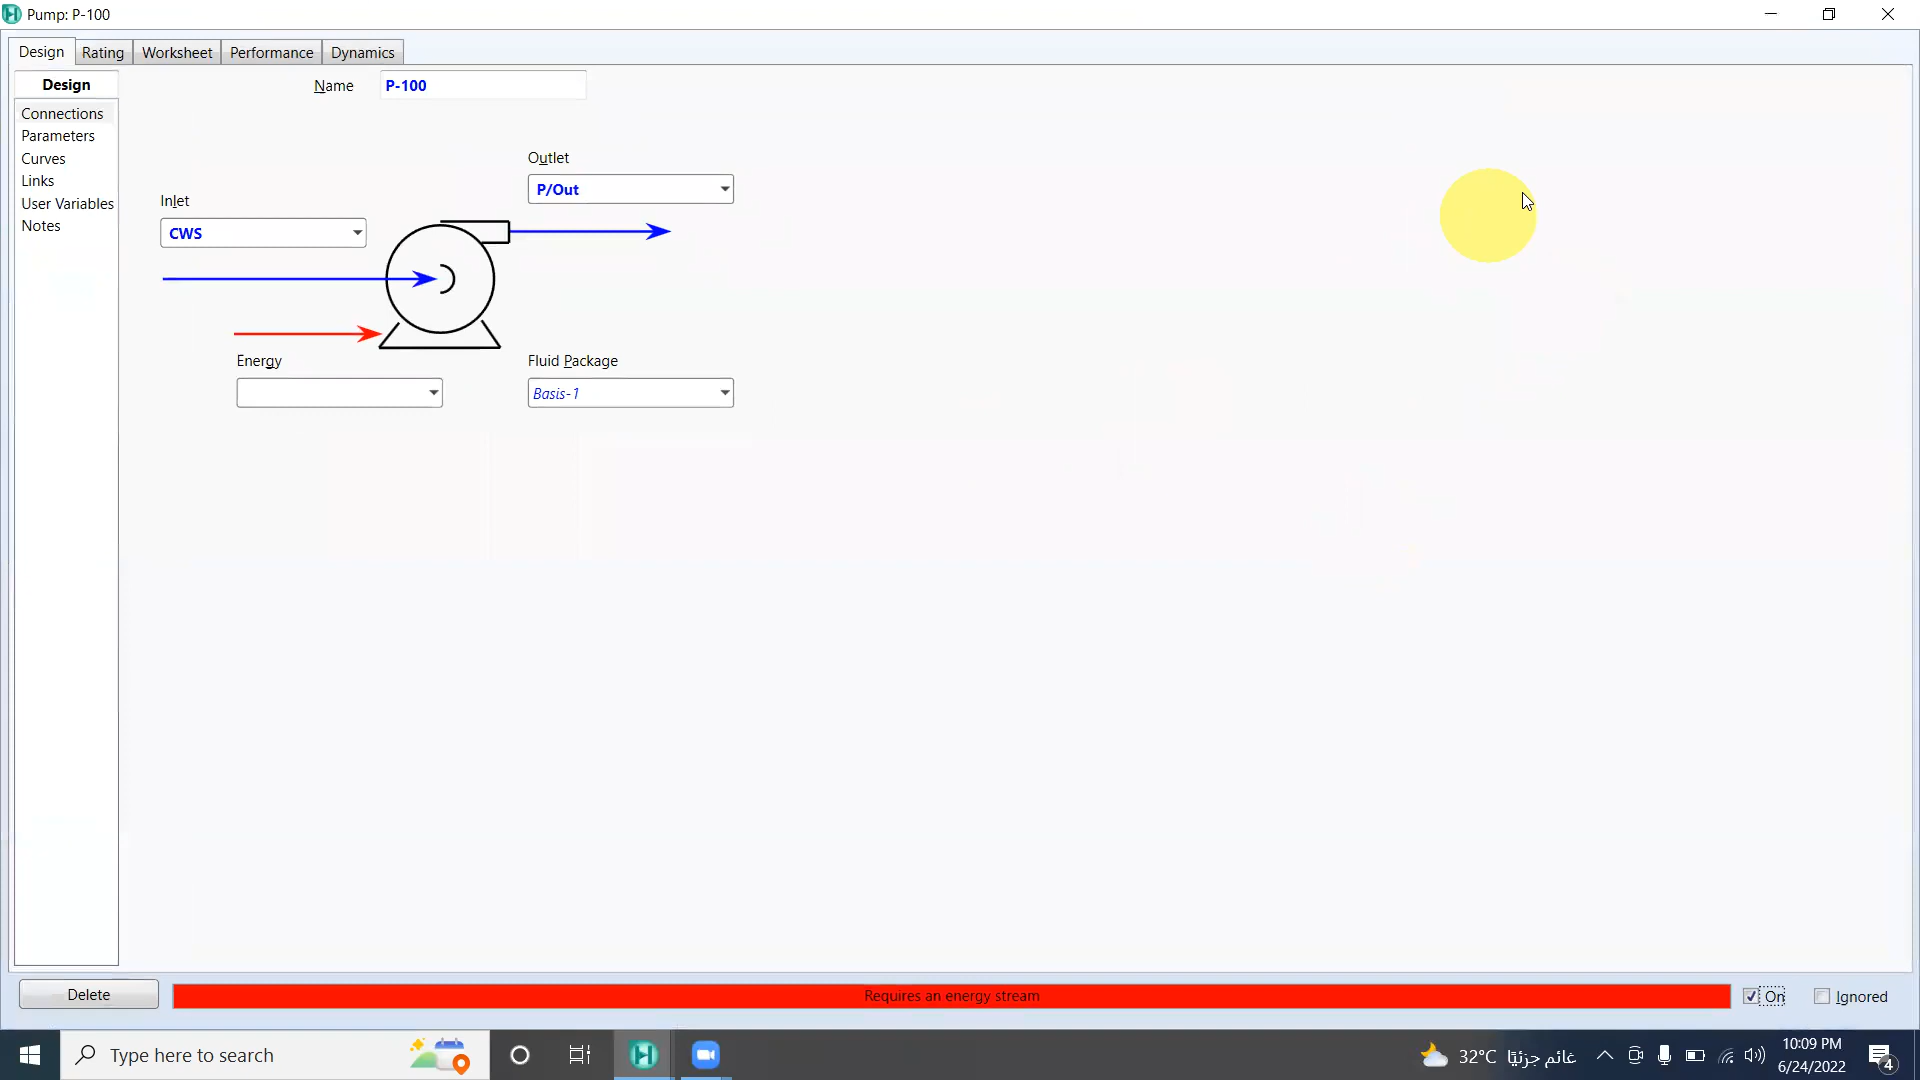 Pump: P-100
Design Rating Worksheet Performance Dynamics
Design
Connections
Parameters
Curves
Links
User Variables
Notes
Name P-100
Outlet
P/Out
Inlet
CWS
Energy
Fluid Package
Basis-1
Delete
Requires an energy stream
On
Ignored
Type here to search
32°C غائم جزئيًا
10:09 PM
6/24/2022
4